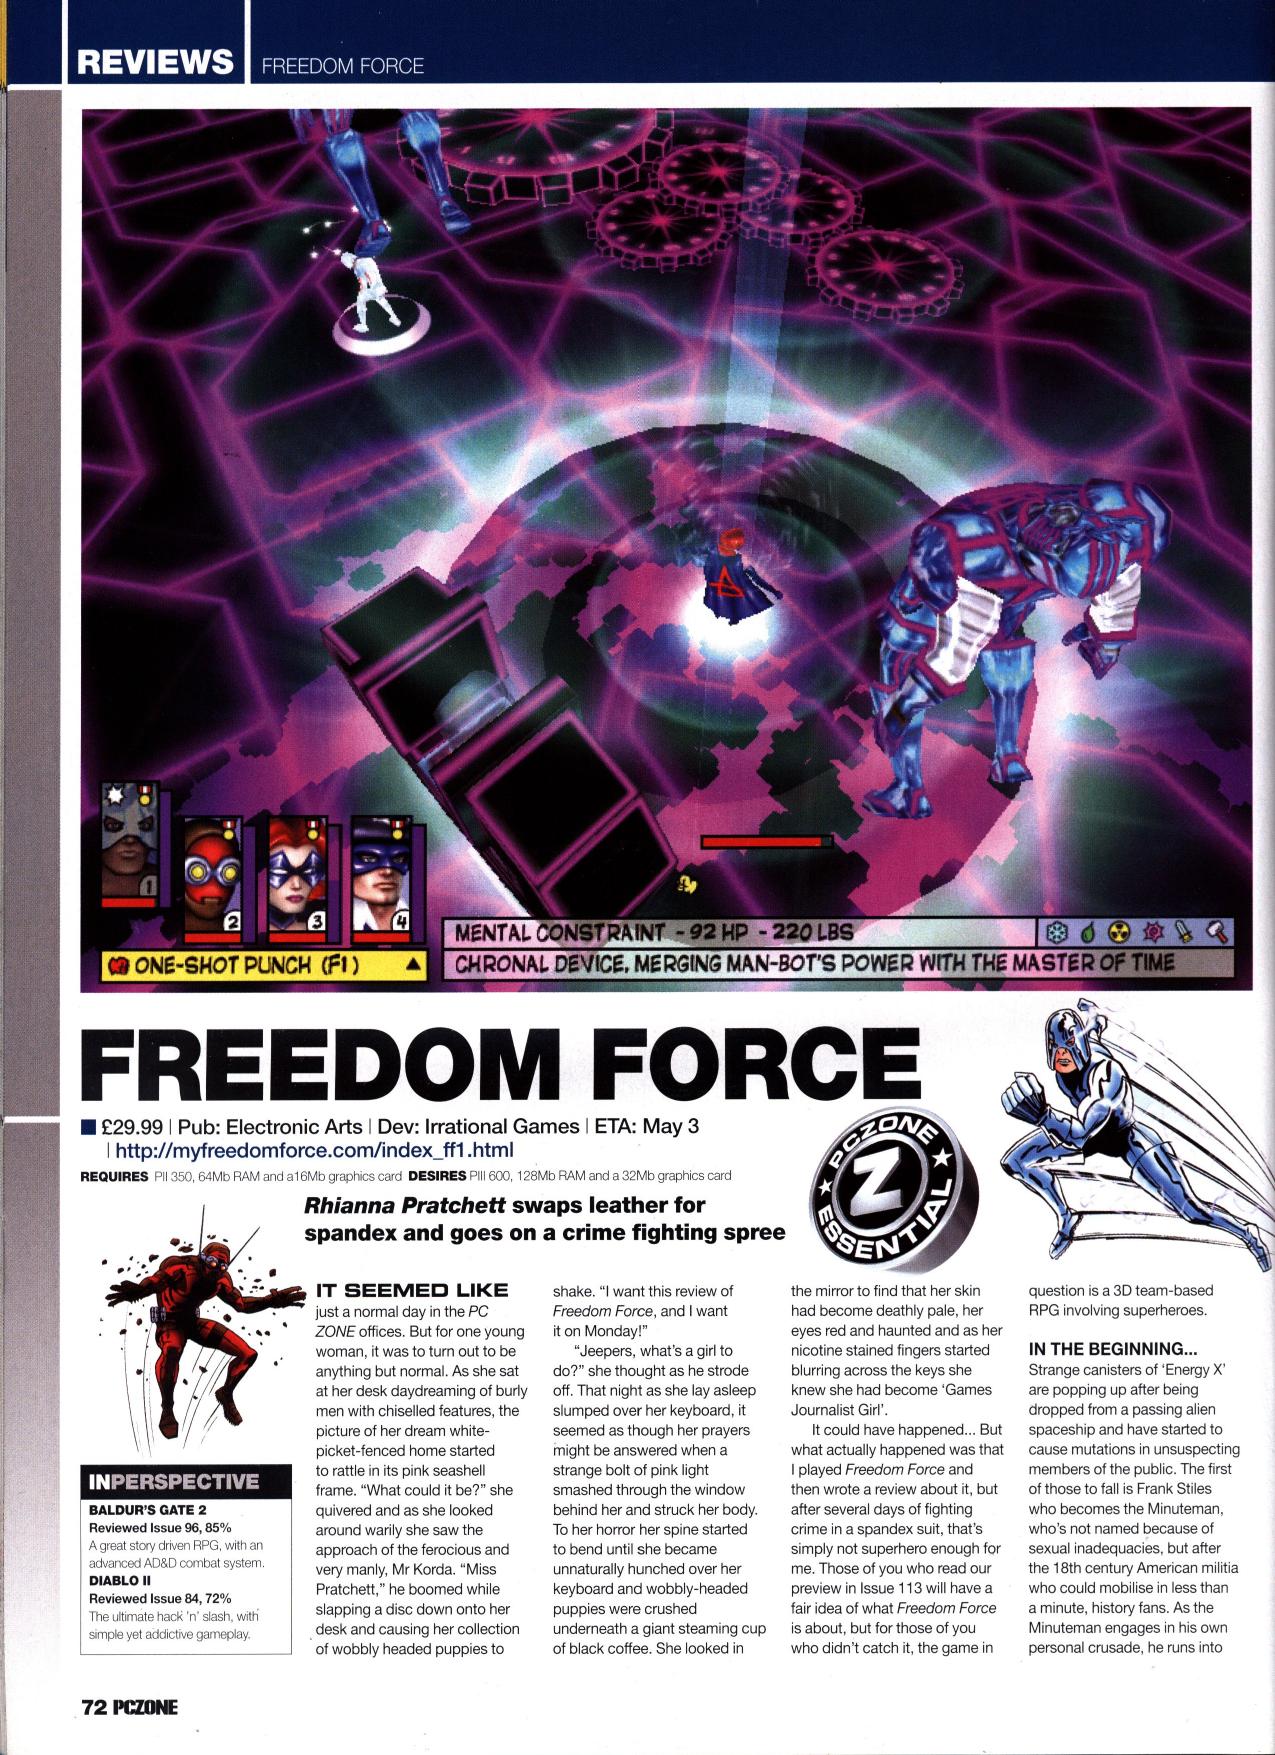 REVIEWS
FREEDOM FORCE
1
2
3
4
ONE-SHOT PUNCH (F1)
MENTAL CONSTRAINT - 92 HP - 220 LBS
CHRONAL DEVICE, MERGING MAN-BOT'S POWER WITH THE MASTER OF TIME
FREEDOM FORCE
£29.99 | Pub: Electronic Arts | Dev: Irrational Games | ETA: May 3
| http://myfreedomforce.com/index_ff1.html
REQUIRES PII 350, 64Mb RAM and a16Mb graphics card DESIRES PIII 600, 128Mb RAM and a 32Mb graphics card
PCZONE
Z
ESSENTIAL
Rhianna Pratchett swaps leather for
spandex and goes on a crime fighting spree
IT SEEMED LIKE
just a normal day in the PC
ZONE offices. But for one young
woman, it was to turn out to be
anything but normal. As she sat
at her desk daydreaming of burly
men with chiselled features, the
picture of her dream white-
picket-fenced home started
to rattle in its pink seashell
frame. “What could it be?” she
quivered and as she looked
around warily she saw the
approach of the ferocious and
very manly, Mr Korda. “Miss
Pratchett,” he boomed while
slapping a disc down onto her
desk and causing her collection
of wobbly headed puppies to
shake. “I want this review of
Freedom Force, and I want
it on Monday!”
“Jeepers, what's a girl to
do?” she thought as he strode
off. That night as she lay asleep
slumped over her keyboard, it
seemed as though her prayers
might be answered when a
strange bolt of pink light
smashed through the window
behind her and struck her body.
To her horror her spine started
to bend until she became
unnaturally hunched over her
keyboard and wobbly-headed
puppies were crushed
underneath a giant steaming cup
of black coffee. She looked in
the mirror to find that her skin
had become deathly pale, her
eyes red and haunted and as her
nicotine stained fingers started
blurring across the keys she
knew she had become ‘Games
Journalist Girl’.
It could have happened... But
what actually happened was that
I played Freedom Force and
then wrote a review about it, but
after several days of fighting
crime in a spandex suit, that's
simply not superhero enough for
me. Those of you who read our
preview in Issue 113 will have a
fair idea of what Freedom Force
is about, but for those of you
who didn't catch it, the game in
question is a 3D team-based
RPG involving superheroes.
IN THE BEGINNING...
Strange canisters of ‘Energy X’
are popping up after being
dropped from a passing alien
spaceship and have started to
cause mutations in unsuspecting
members of the public. The first
of those to fall is Frank Stiles
who becomes the Minuteman,
who's not named because of
sexual inadequacies, but after
the 18th century American militia
who could mobilise in less than
a minute, history fans. As the
Minuteman engages in his own
personal crusade, he runs into
INPERSPECTIVE
BALDUR'S GATE 2
Reviewed Issue 96, 85%
A great story driven RPG, with an
advanced AD&D combat system.
DIABLO II
Reviewed Issue 84, 72%
The ultimate hack 'n' slash, with
simple yet addictive gameplay.
72 PCZONE